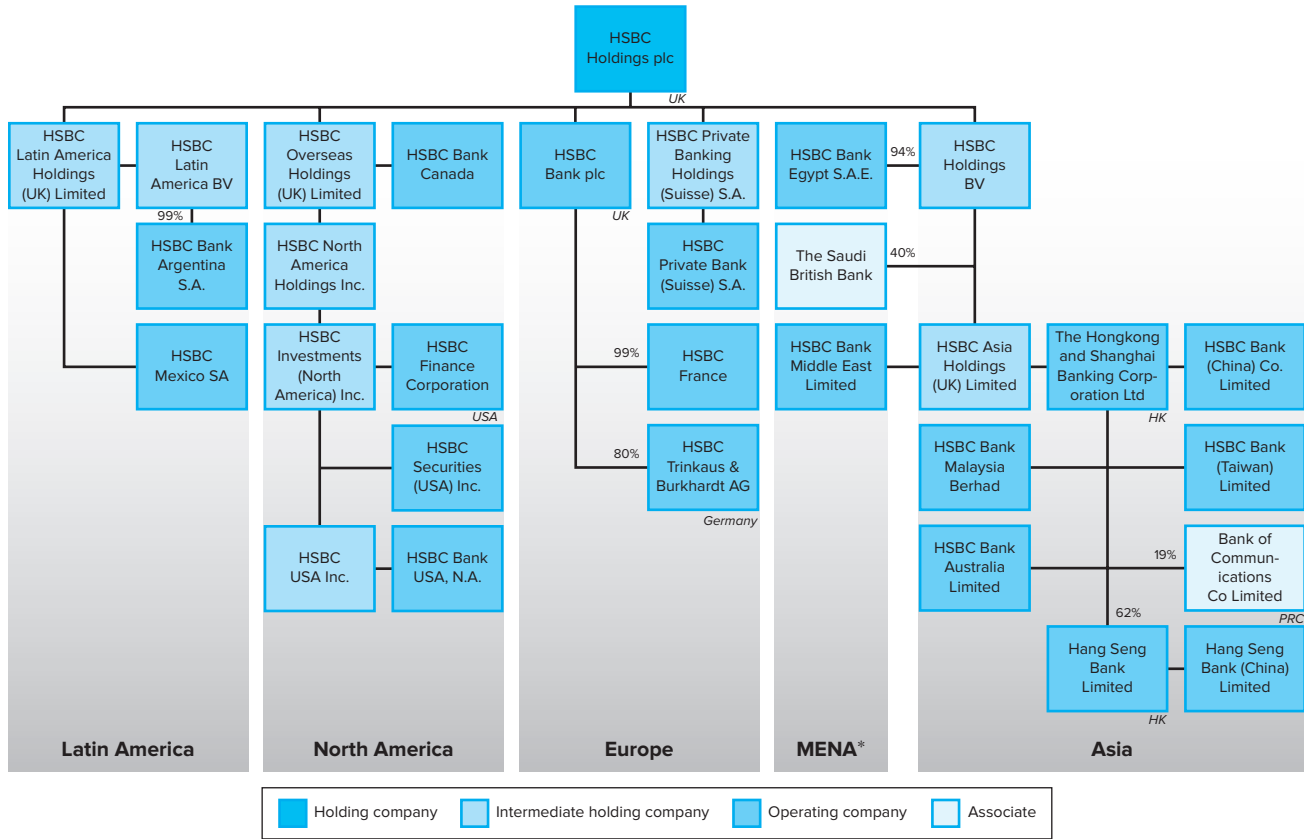 HSBC
Holdings plc
UK
HSBC
Latin America
Holdings
(UK) Limited
HSBC
Latin
America BV
99%
HSBC Bank
Argentina
S.A.
HSBC
Mexico SA
Latin America
HSBC
Overseas
Holdings
(UK) Limited
HSBC Bank
Canada
HSBC North
America
Holdings Inc.
HSBC
Investments
(North
America) Inc.
HSBC
Finance
Corporation
USA
HSBC
Securities
(USA) Inc.
HSBC
USA Inc.
HSBC Bank
USA, N.A.
North America
HSBC
Bank plc
UK
HSBC Private
Banking
Holdings
(Suisse) S.A.
HSBC
Private Bank
(Suisse) S.A.
99%
HSBC
France
80%
HSBC
Trinkaus &
Burkhardt AG
Germany
Europe
HSBC Bank
Egypt S.A.E.
94%
The Saudi
British Bank
40%
HSBC Bank
Middle East
Limited
MENA*
HSBC
Holdings
BV
HSBC Asia
Holdings
(UK) Limited
The Hongkong
and Shanghai
Banking Corp-
oration Ltd
HK
HSBC Bank
(China) Co.
Limited
HSBC Bank
Malaysia
Berhad
HSBC Bank
(Taiwan)
Limited
HSBC Bank
Australia
Limited
19%
Bank of
Commun-
ications
Co Limited
PRC
62%
Hang Seng
Bank
Limited
HK
Hang Seng
Bank (China)
Limited
Asia
Holding company
Intermediate holding company
Operating company
Associate